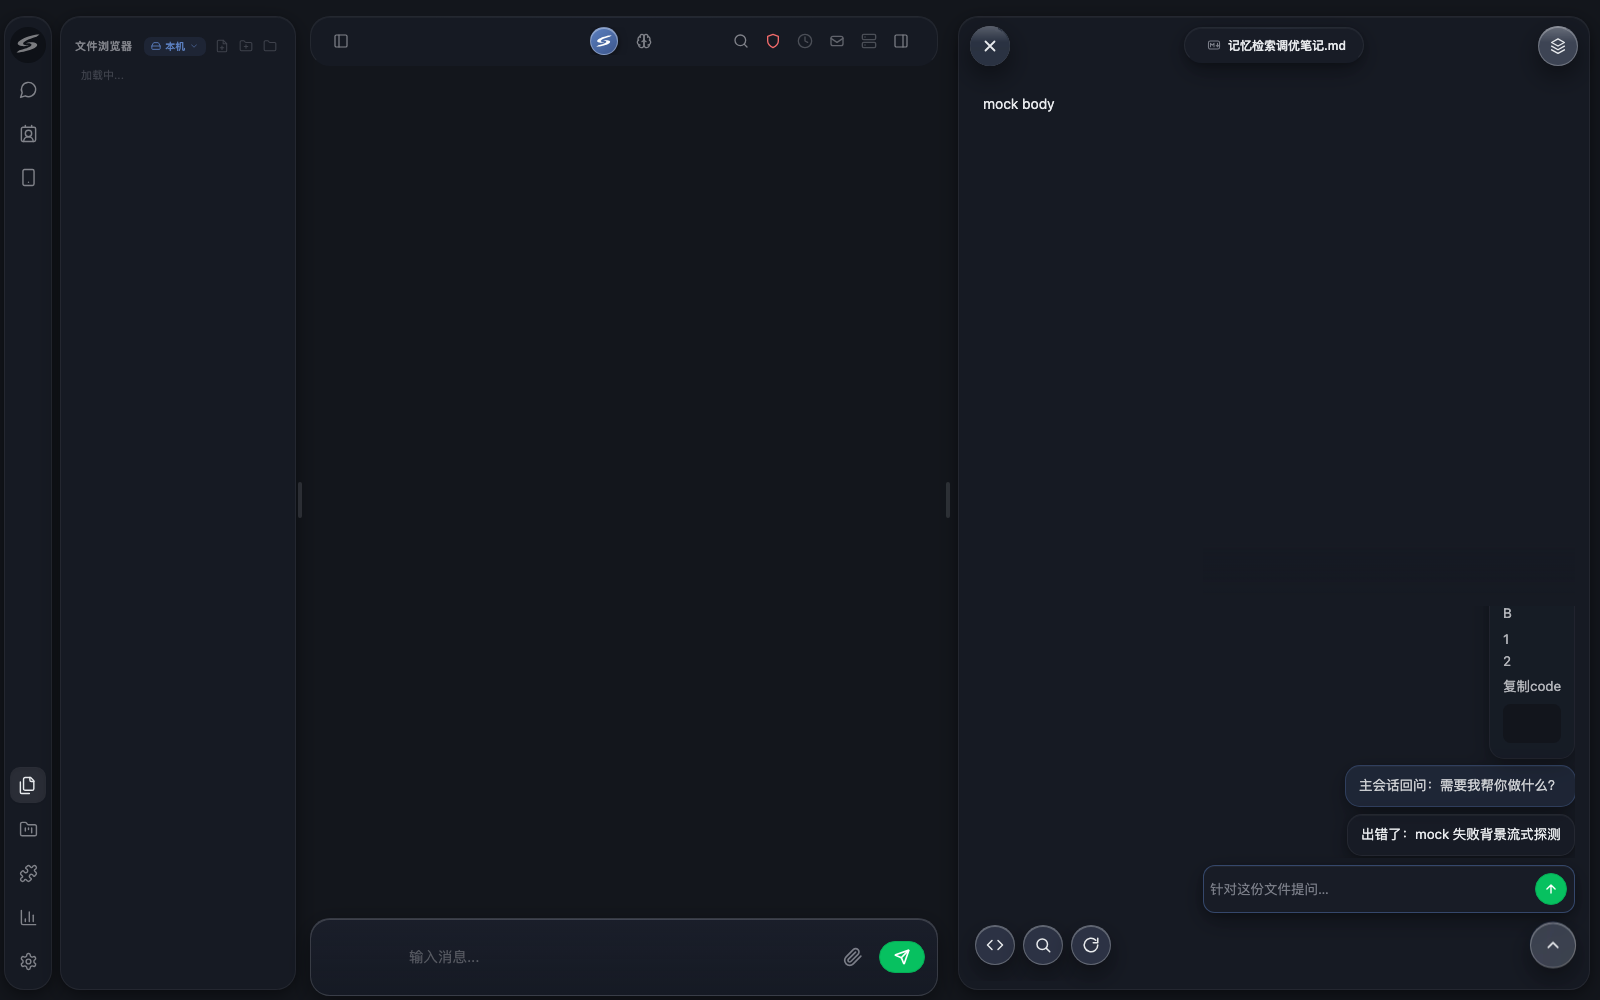 文件浏览器
本机
加载中...
输入消息...
记忆检索调优笔记.md
mock body
B
1
2
复制code
主会话回问：需要我帮你做什么？
出错了：mock 失败背景流式探测
针对这份文件提问...